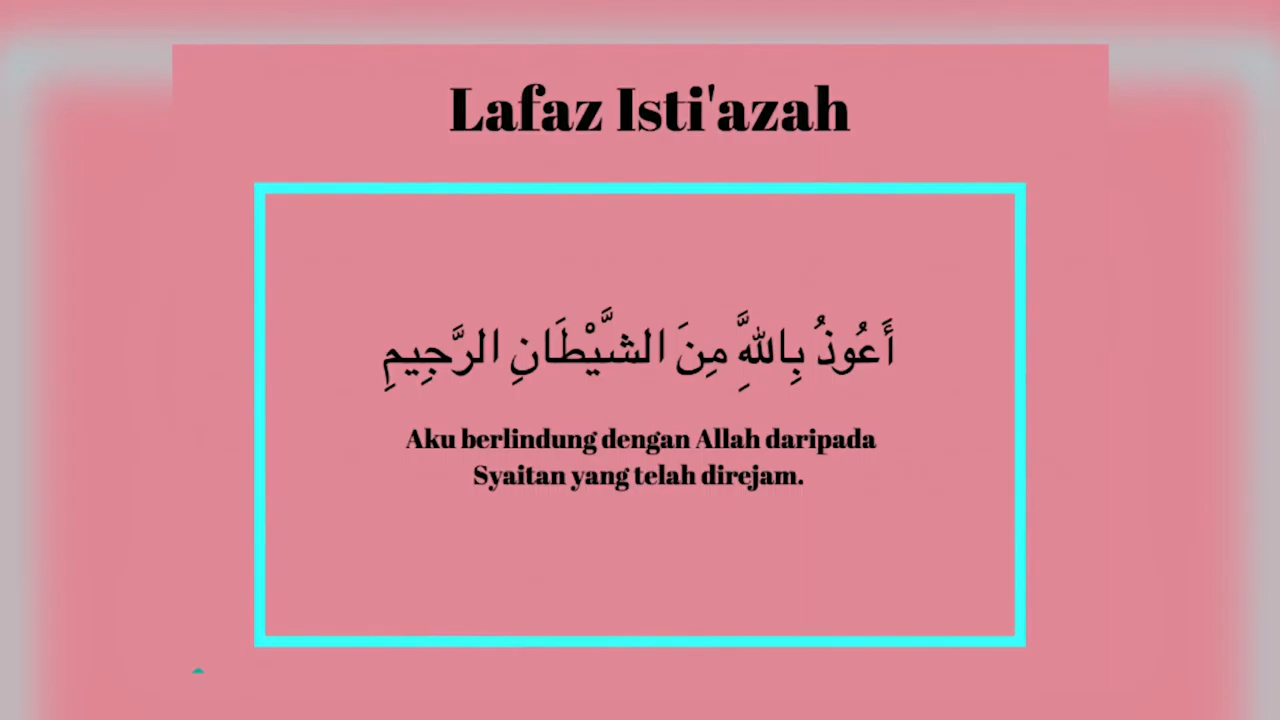 Lafaz Isti'azah
أَعُوذُ بِاللَّهِ مِنَ الشَّيْطَانِ الرَّجِيمِ
Aku berlindung dengan Allah daripada
Syaitan yang telah direjam.